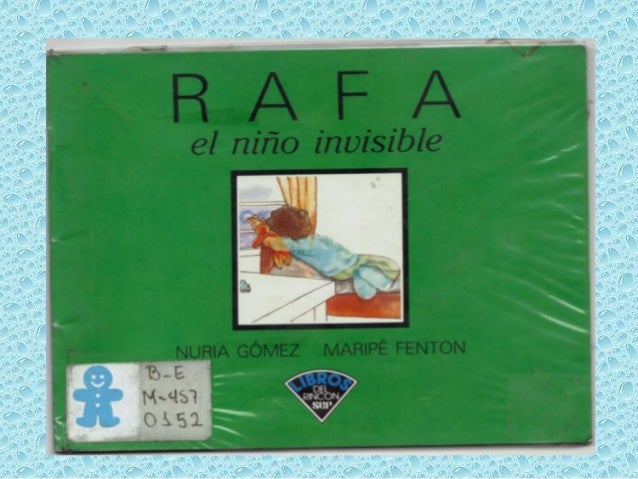 RAFA
el niño invisible
NURIA GÓMEZ MARIPÉ FENTON
LIBROS
DEL
RINCÓN
SEP
B-E
M-457
0152